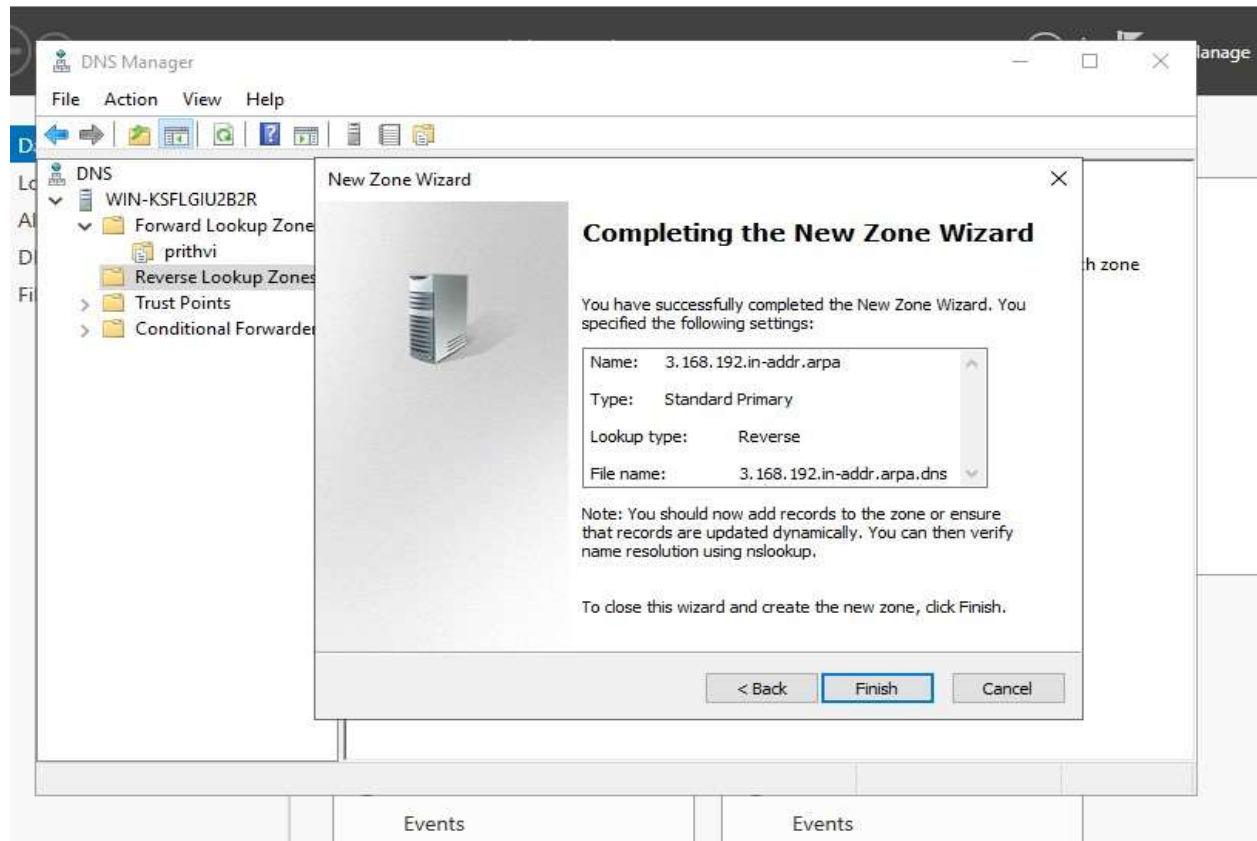 DNS Manager
File Action View Help
DNS
WIN-KSFLGIU2B2R
Forward Lookup Zone
prithvi
Reverse Lookup Zones
Trust Points
Conditional Forwarder
New Zone Wizard
Completing the New Zone Wizard
You have successfully completed the New Zone Wizard. You
specified the following settings:
Name: 3.168.192.in-addr.arpa
Type: Standard Primary
Lookup type: Reverse
File name: 3.168.192.in-addr.arpa.dns
Note: You should now add records to the zone or ensure
that records are updated dynamically. You can then verify
name resolution using nslookup.
To close this wizard and create the new zone, click Finish.
< Back Finish Cancel
zone
Events Events